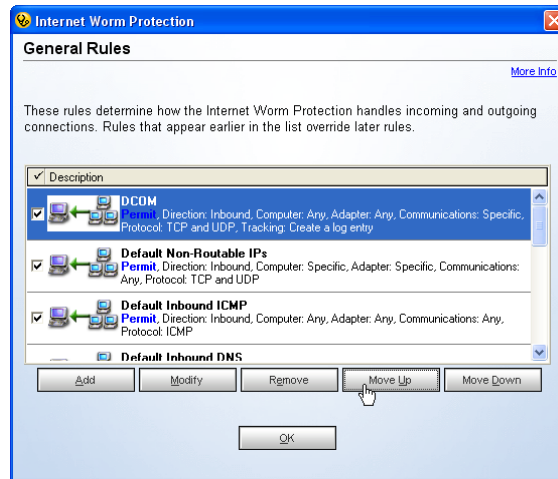 Internet Worm Protection
General Rules
More Info
These rules determine how the Internet Worm Protection handles incoming and outgoing
connections. Rules that appear earlier in the list override later rules.
Description
DCOM
Permit, Direction: Inbound, Computer: Any, Adapter: Any, Communications: Specific,
Protocol: TCP and UDP, Tracking: Create a log entry
Default Non-Routable IPs
Permit, Direction: Inbound, Computer: Specific, Adapter: Specific, Communications:
Any, Protocol: TCP and UDP
Default Inbound ICMP
Permit, Direction: Inbound, Computer: Any, Adapter: Any, Communications: Any,
Protocol: ICMP
Default Inbound DNS
Add Modify Remove Move Up Move Down
OK